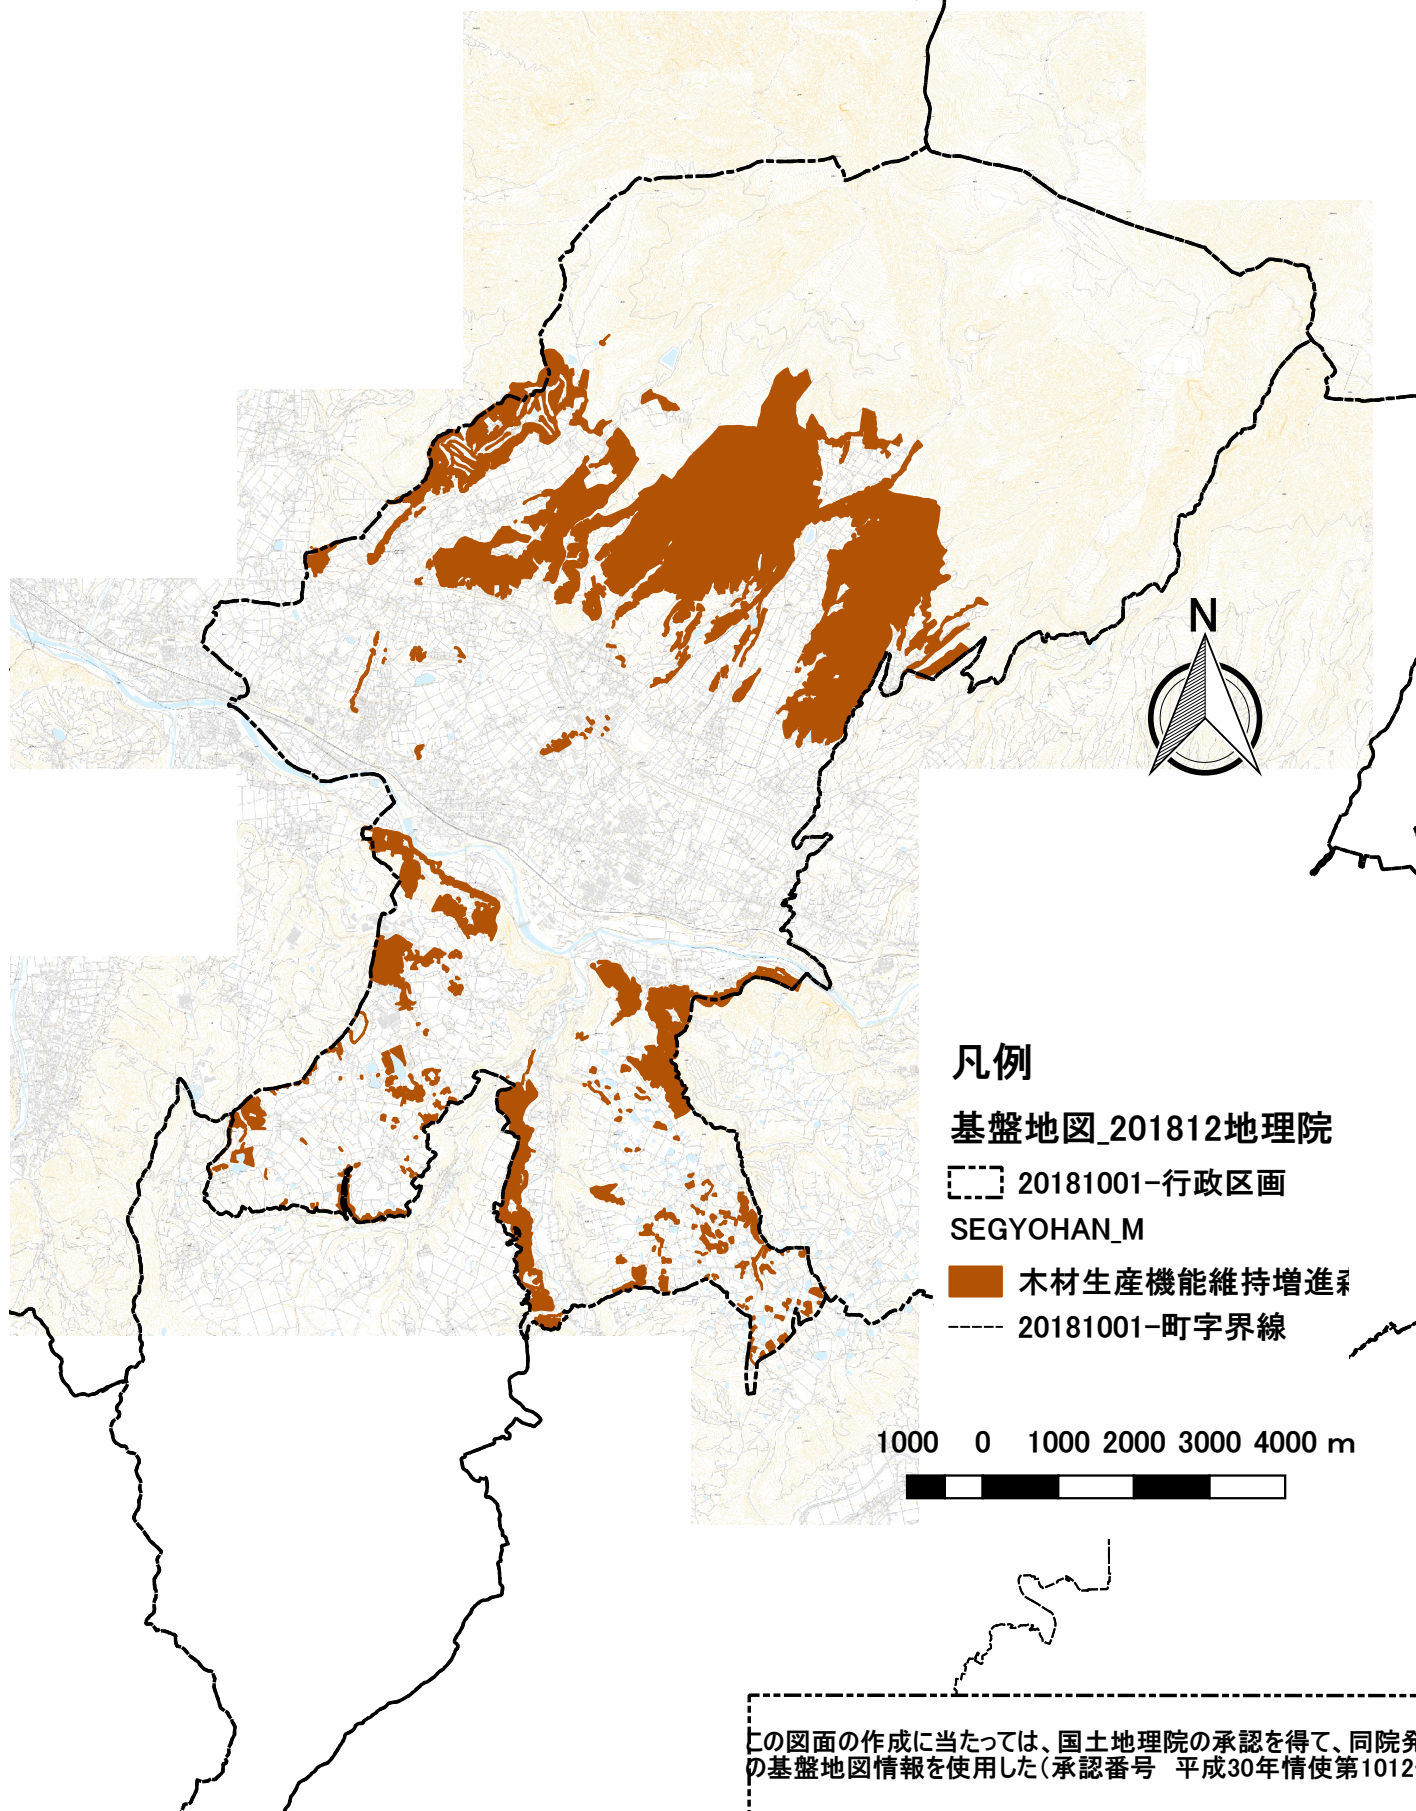 N
凡例
基盤地図_201812地理院
20181001-行政区画
SEGYOHAN_M
木材生産機能維持増進
20181001-町字界線
1000 0 1000 2000 3000 4000 m
この図面の作成に当たっては、国土地理院の承認を得て、同院発
の基盤地図情報を使用した(承認番号 平成30年情使第1012